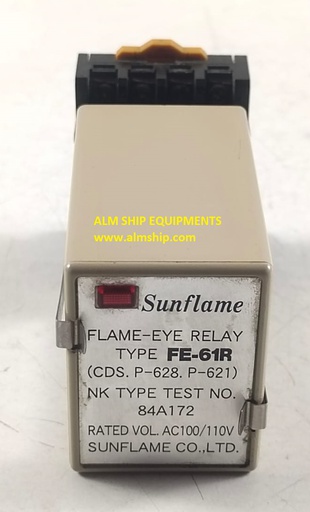 ALM SHIP EQUIPMENTS
www.almship.com
Sunflame
FLAME-EYE RELAY
TYPE FE-61R
(CDS. P-628. P-621)
NK TYPE TEST NO.
84A172
RATED VOL. AC100/110V
SUNFLAME CO.,LTD.